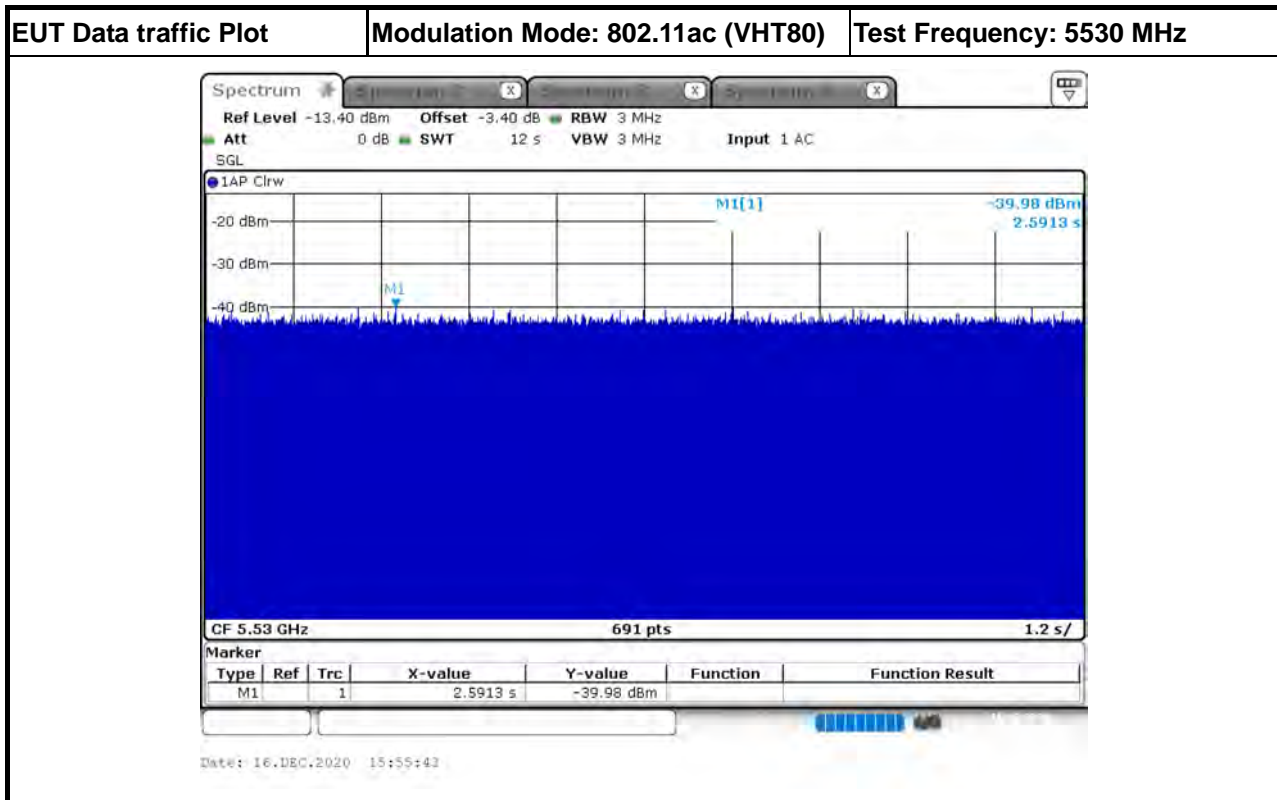 EUT Data traffic Plot Modulation Mode: 802.11ac (VHT80) Test Frequency: 5530 MHz
Spectrum X X X
Ref Level -13.40 dBm Offset -3.40 dB RBW 3 MHz
Att 0 dB SWT 12 s VBW 3 MHz Input 1 AC
SGL
1AP Clrw
M1[1] -39.98 dBm
2.5913 s
-20 dBm
-30 dBm
M1
-40 dBm
CF 5.53 GHz 691 pts 1.2 s/
Marker
Type Ref Trc X-value Y-value Function Function Result
M1 1 2.5913 s -39.98 dBm
Date: 16.DEC.2020 15:55:43